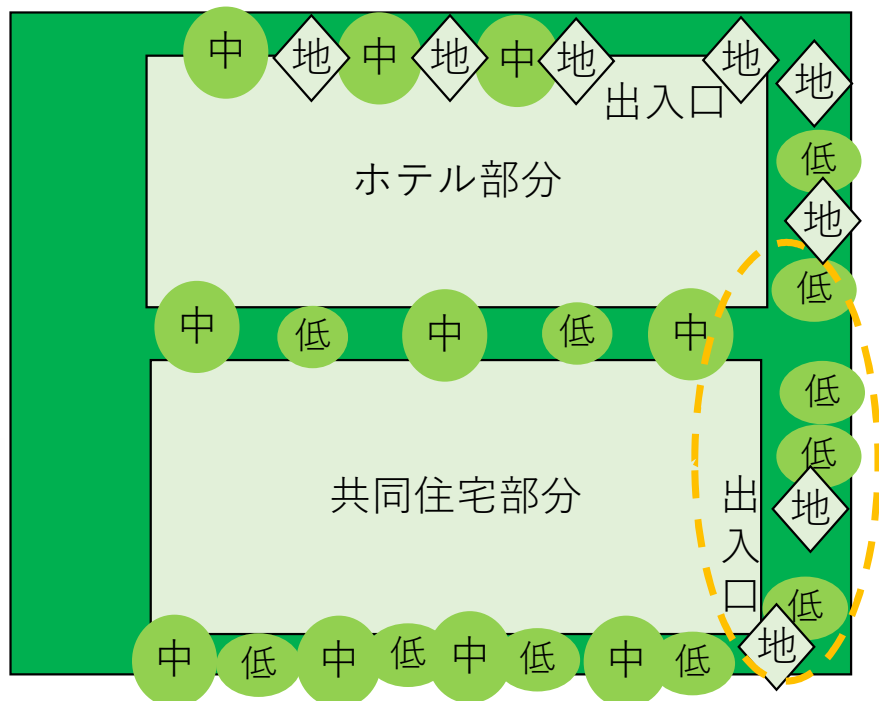 中 地 中 地 中 地 地 地
出入口
低
ホテル部分
地
低
中 低 中 低 中
低
低
共同住宅部分
地
出入口
低
中 低 中 低 中 低 中 低 地